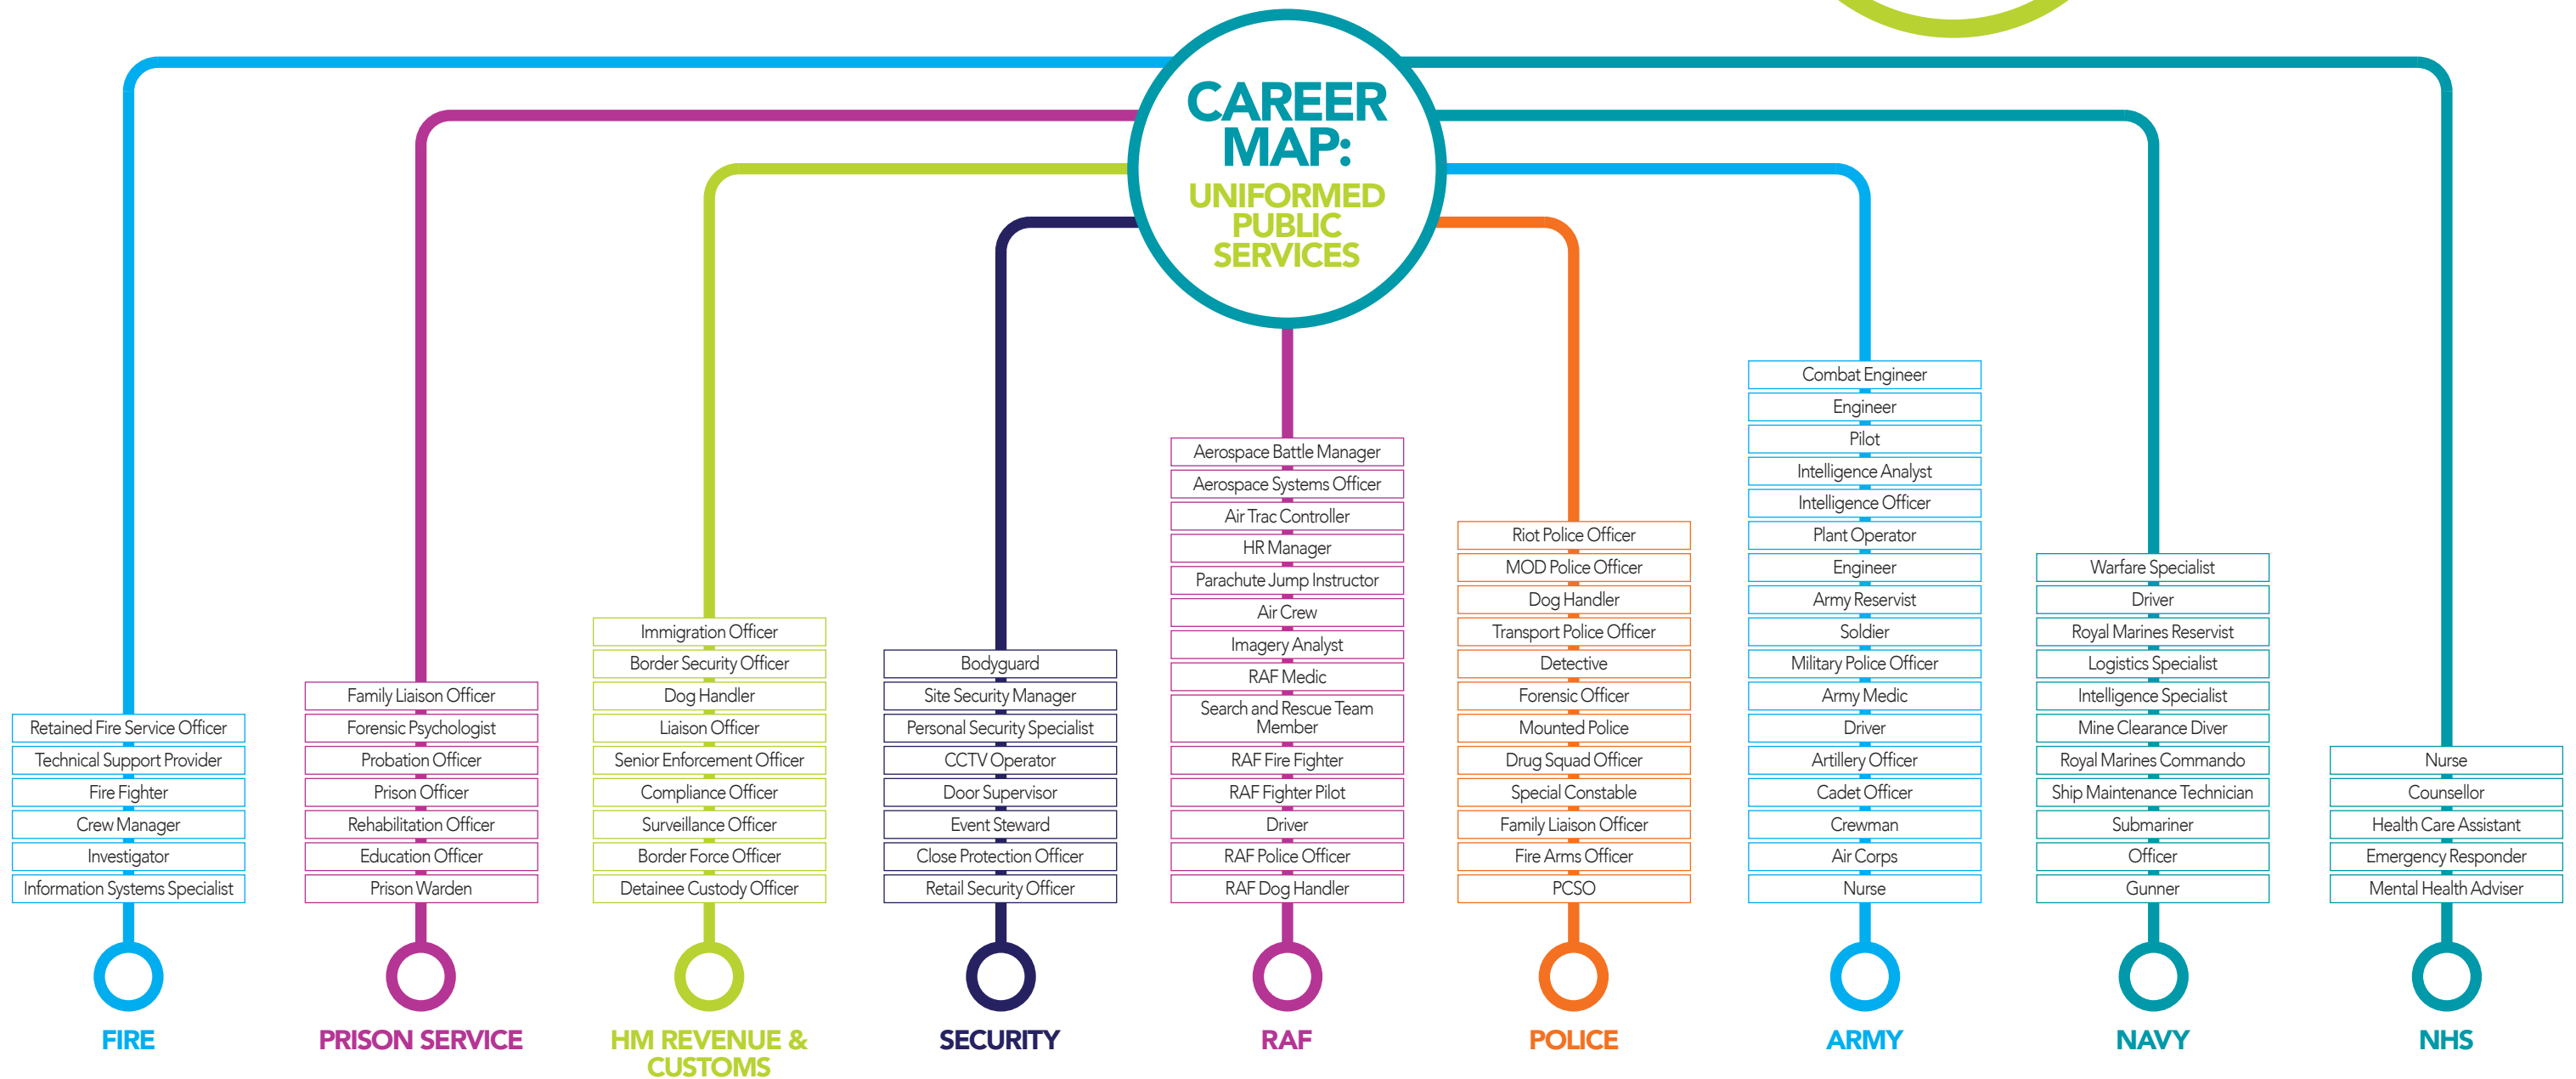 CAREER
MAP:
UNIFORMED
PUBLIC
SERVICES
Retained Fire Service Officer
Technical Support Provider
Fire Fighter
Crew Manager
Investigator
Information Systems Specialist
FIRE
Family Liaison Officer
Forensic Psychologist
Probation Officer
Prison Officer
Rehabilitation Officer
Education Officer
Prison Warden
PRISON SERVICE
Immigration Officer
Border Security Officer
Dog Handler
Liaison Officer
Senior Enforcement Officer
Compliance Officer
Surveillance Officer
Border Force Officer
Detainee Custody Officer
HM REVENUE &
CUSTOMS
Bodyguard
Site Security Manager
Personal Security Specialist
CCTV Operator
Door Supervisor
Event Steward
Close Protection Officer
Retail Security Officer
SECURITY
Aerospace Battle Manager
Aerospace Systems Officer
Air Trac Controller
HR Manager
Parachute Jump Instructor
Air Crew
Imagery Analyst
RAF Medic
Search and Rescue Team
Member
RAF Fire Fighter
RAF Fighter Pilot
Driver
RAF Police Officer
RAF Dog Handler
RAF
Riot Police Officer
MOD Police Officer
Dog Handler
Transport Police Officer
Detective
Forensic Officer
Mounted Police
Drug Squad Officer
Special Constable
Family Liaison Officer
Fire Arms Officer
PCSO
POLICE
Combat Engineer
Engineer
Pilot
Intelligence Analyst
Intelligence Officer
Plant Operator
Engineer
Army Reservist
Soldier
Military Police Officer
Army Medic
Driver
Artillery Officer
Cadet Officer
Crewman
Air Corps
Nurse
ARMY
Warfare Specialist
Driver
Royal Marines Reservist
Logistics Specialist
Intelligence Specialist
Mine Clearance Diver
Royal Marines Commando
Ship Maintenance Technician
Submariner
Officer
Gunner
NAVY
Nurse
Counsellor
Health Care Assistant
Emergency Responder
Mental Health Adviser
NHS